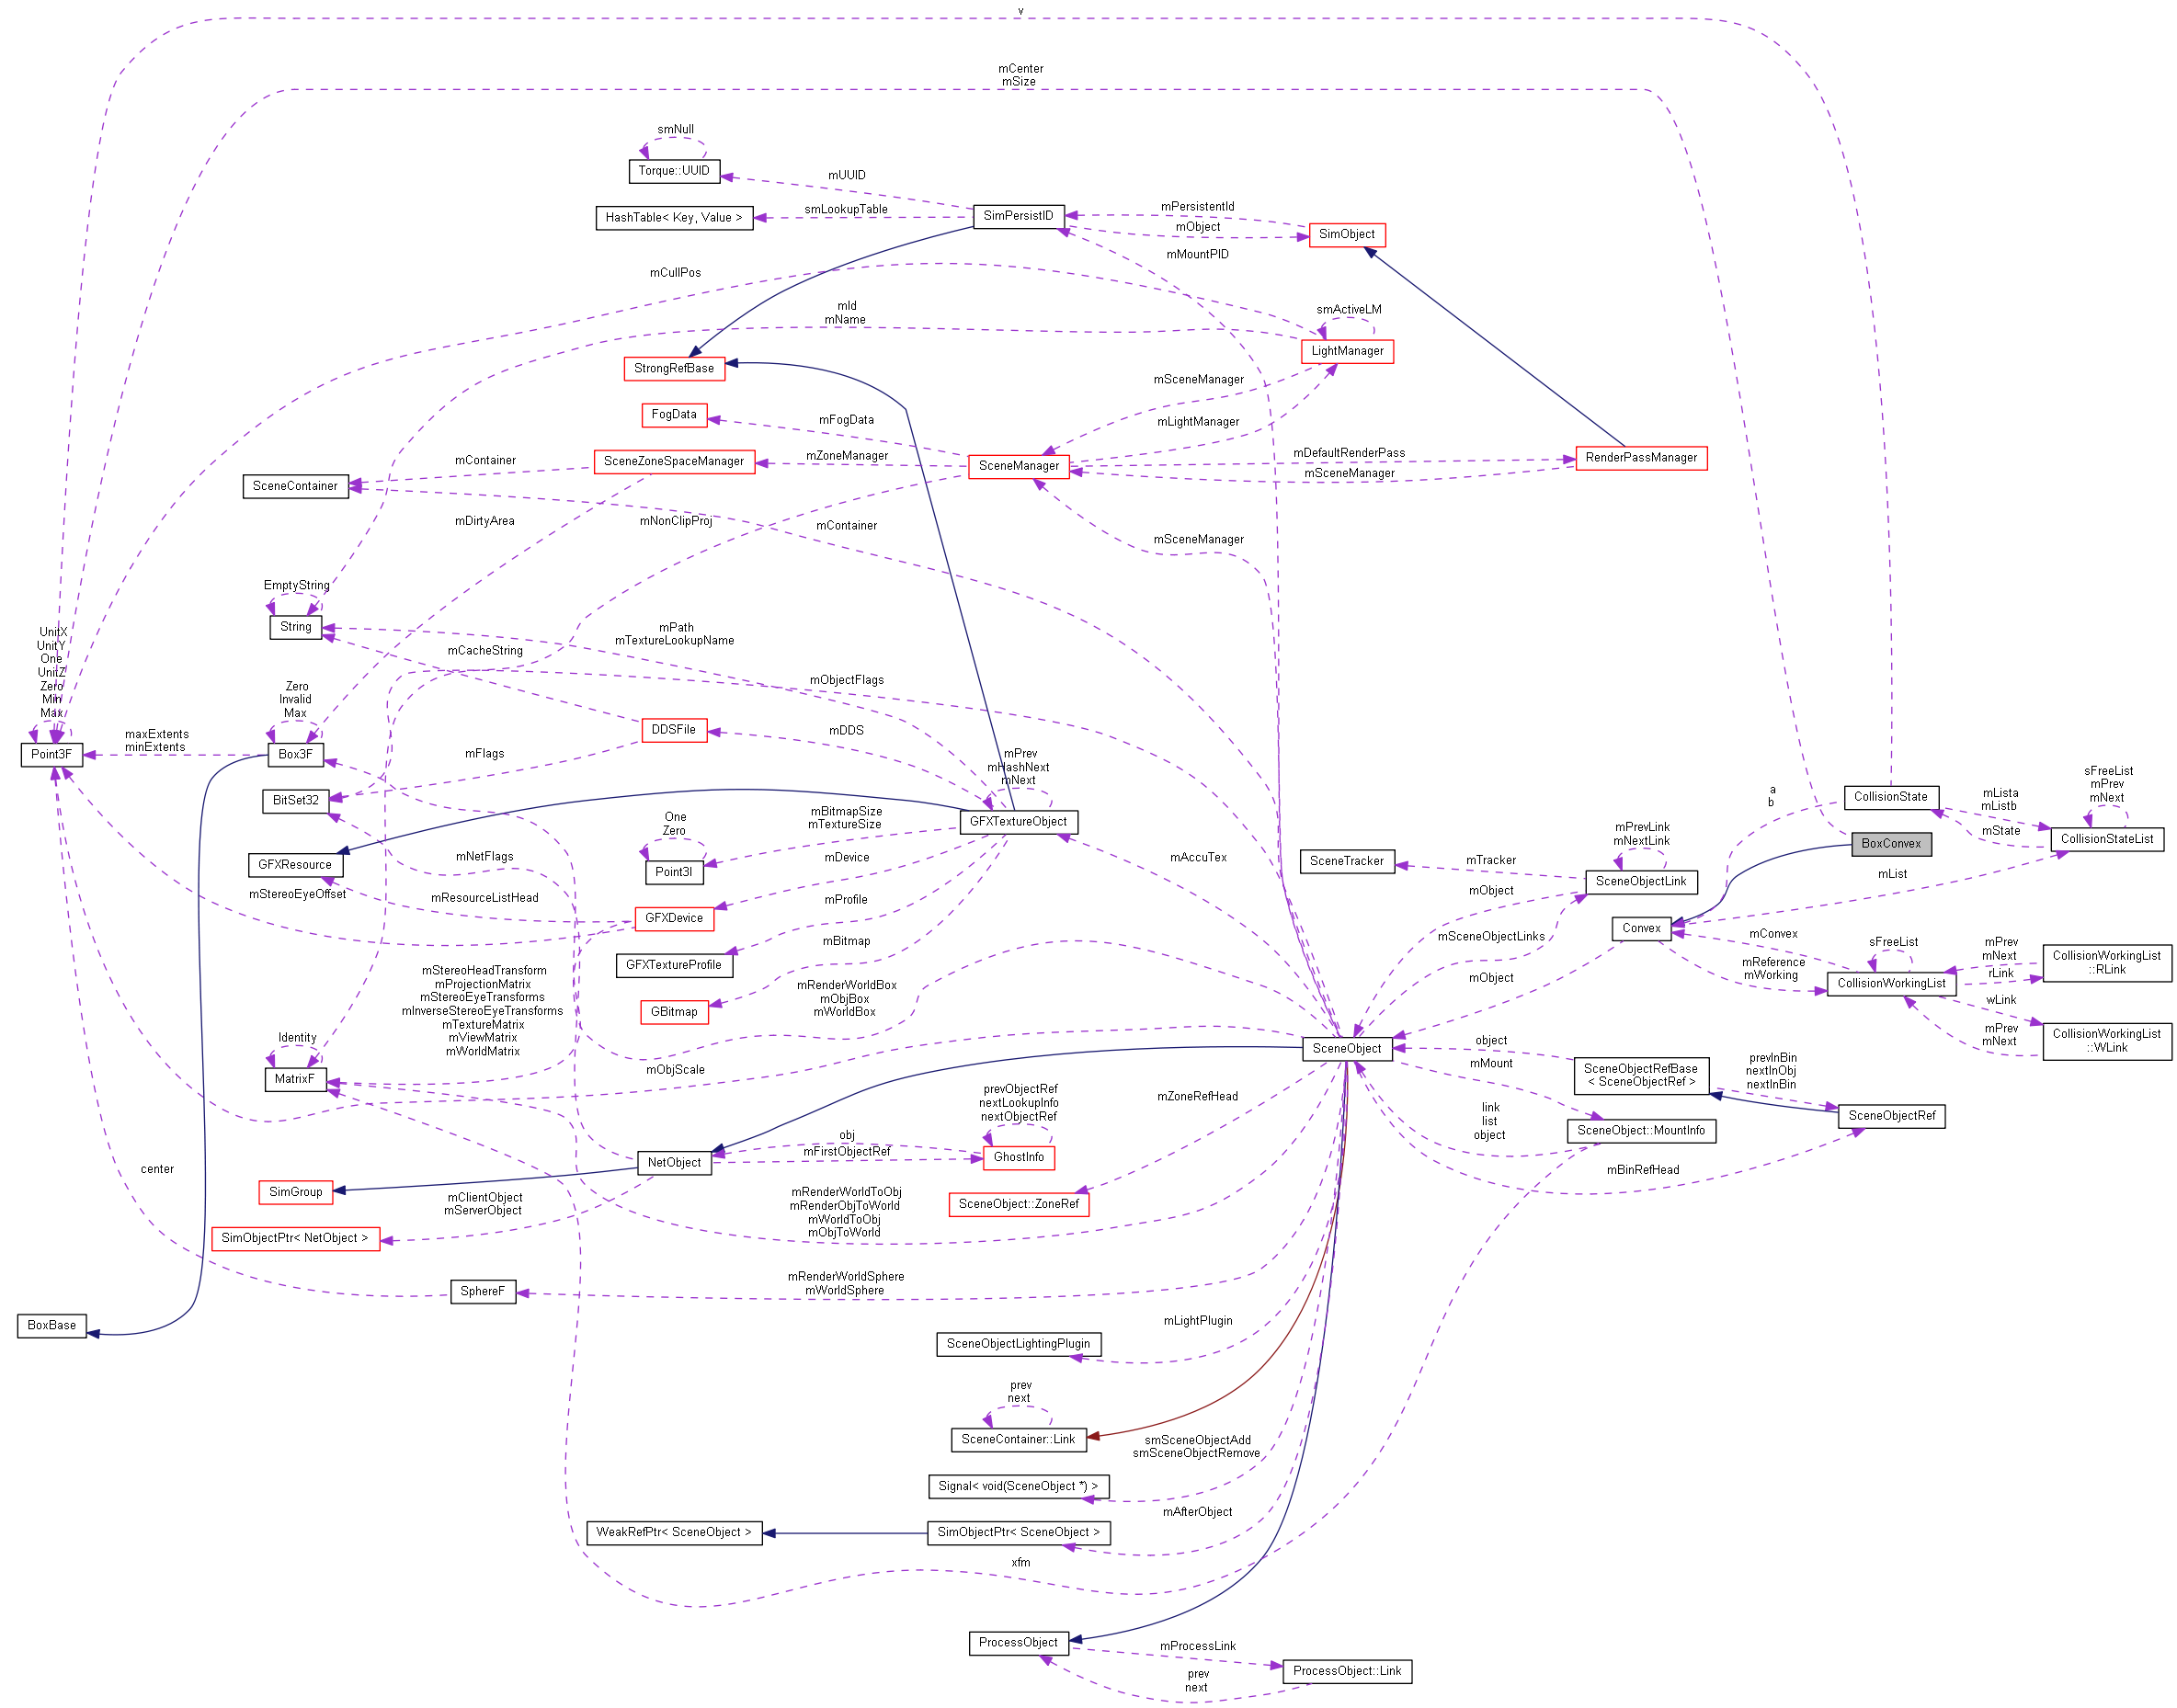 v
mCenter
mSize
smNull
Torque::UUID
mUUID
HashTable< Key, Value >
smLookupTable
SimPersistID
mPersistentId
mObject
SimObject
mMountPID
mCullPos
mId
mName
smActiveLM
LightManager
StrongRefBase
mSceneManager
FogData
mFogData
mLightManager
SceneZoneSpaceManager
mZoneManager
SceneManager
mDefaultRenderPass
mSceneManager
RenderPassManager
mContainer
SceneContainer
mDirtyArea
mNonClipProj
mContainer
mSceneManager
EmptyString
String
mPath
mTextureLookupName
mCacheString
UnitX
UnitY
One
UnitZ
Zero
Min
Max
Point3F
Zero
Invalid
Max
Box3F
maxExtents
minExtents
mObjectFlags
DDSFile
mDDS
mFlags
BitSet32
mPrev
mHashNext
mNext
GFXTextureObject
a
b
CollisionState
mLista
mListb
mState
sFreeList
mPrev
mNext
CollisionStateList
BoxConvex
One
Zero
Point3I
mBitmapSize
mTextureSize
GFXResource
mNetFlags
mStereoEyeOffset
mResourceListHead
mDevice
GFXDevice
mProfile
GFXTextureProfile
mBitmap
GBitmap
mAccuTex
SceneTracker
mTracker
mPrevLink
mNextLink
SceneObjectLink
mObject
mSceneObjectLinks
mList
Convex
mObject
mConvex
mReference
mWorking
sFreeList
CollisionWorkingList
mPrev
mNext
rLink
CollisionWorkingList
::RLink
wLink
mPrev
mNext
CollisionWorkingList
::WLink
mStereoHeadTransform
mProjectionMatrix
mStereoEyeTransforms
mInverseStereoEyeTransforms
mTextureMatrix
mViewMatrix
mWorldMatrix
mRenderWorldBox
mObjBox
mWorldBox
Identity
MatrixF
mObjScale
SceneObject
object
mMount
SceneObjectRefBase
< SceneObjectRef >
prevInBin
nextInObj
nextInBin
SceneObjectRef
link
list
object
SceneObject::MountInfo
mBinRefHead
mZoneRefHead
prevObjectRef
nextLookupInfo
nextObjectRef
GhostInfo
obj
mFirstObjectRef
NetObject
center
SimGroup
mClientObject
mServerObject
SimObjectPtr< NetObject >
SceneObject::ZoneRef
mRenderWorldToObj
mRenderObjToWorld
mWorldToObj
mObjToWorld
SphereF
mRenderWorldSphere
mWorldSphere
BoxBase
SceneObjectLightingPlugin
mLightPlugin
prev
next
SceneContainer::Link
smSceneObjectAdd
smSceneObjectRemove
Signal< void(SceneObject *) >
mAfterObject
WeakRefPtr< SceneObject >
SimObjectPtr< SceneObject >
xfm
ProcessObject
mProcessLink
ProcessObject::Link
prev
next